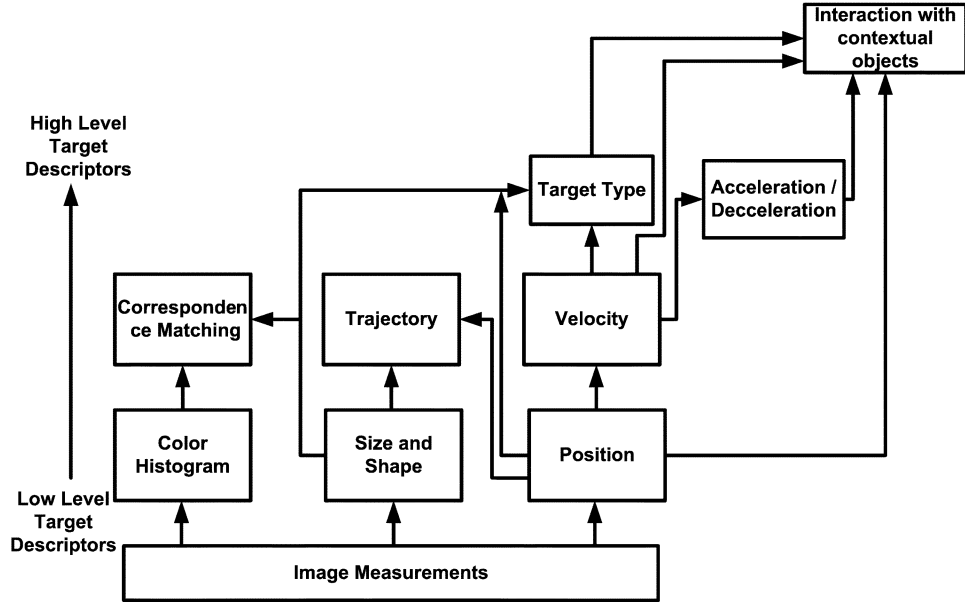 Interaction with
contextual
objects
High Level
Target
Descriptors
Target Type
Acceleration /
Decceleration
Corresponden
ce Matching
Trajectory
Velocity
Color
Histogram
Size and
Shape
Position
Low Level
Target
Descriptors
Image Measurements